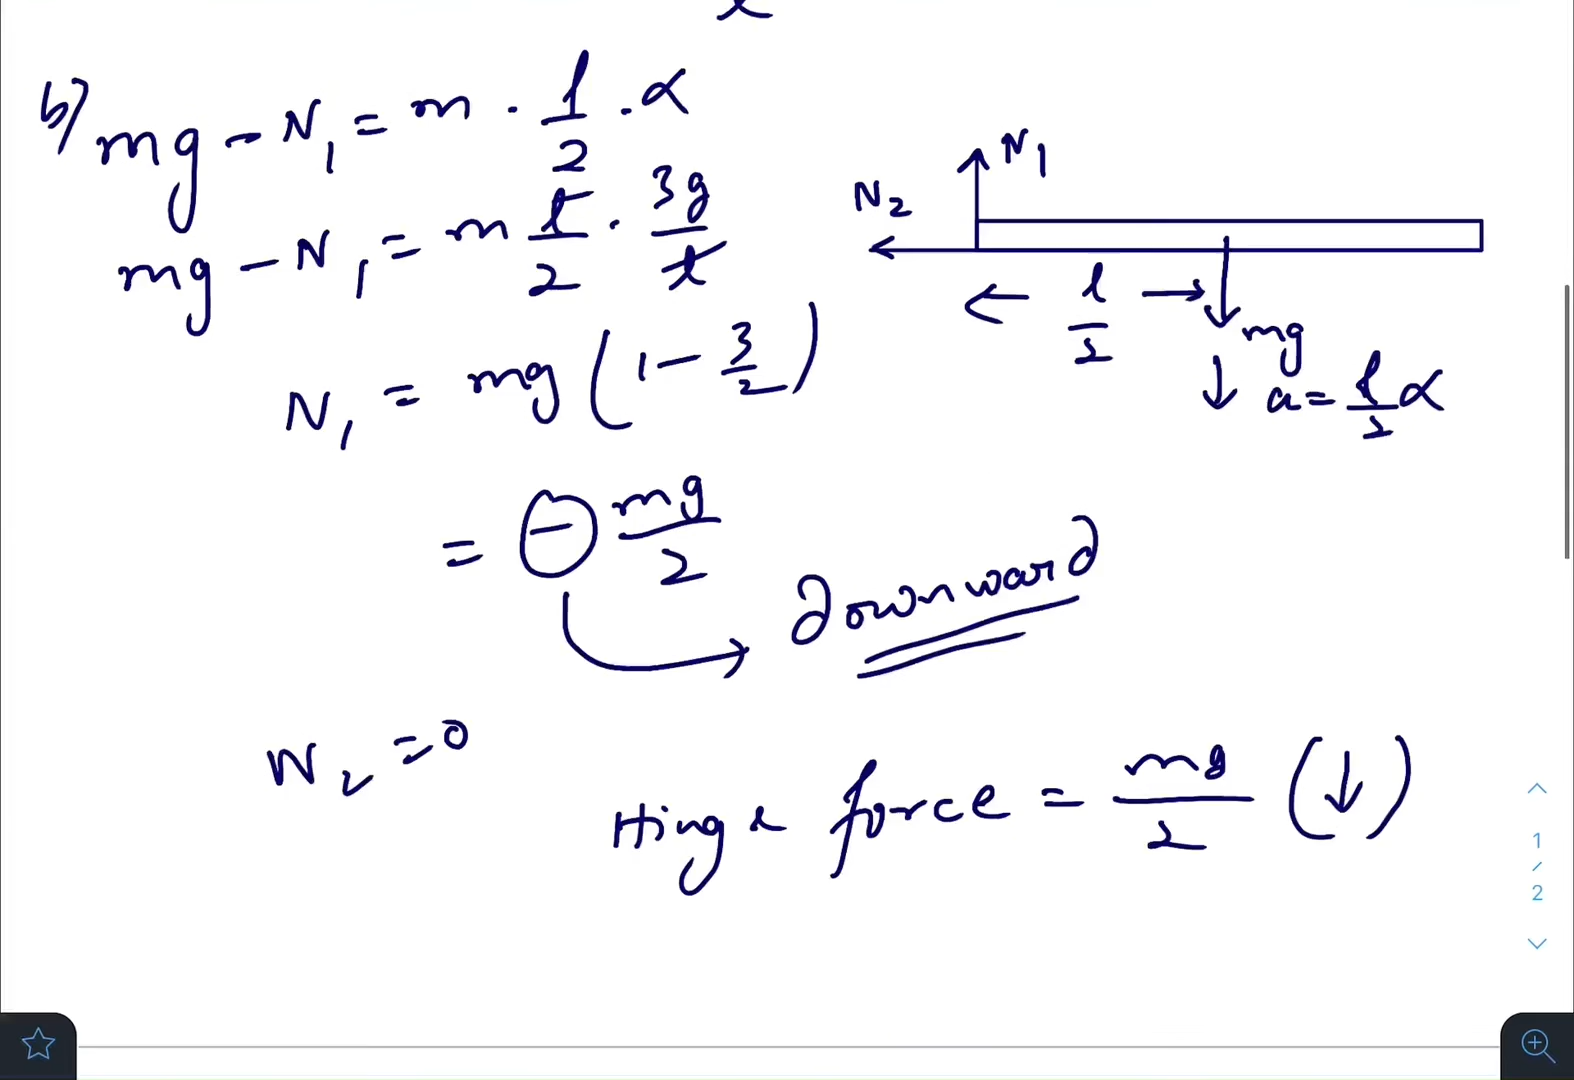 b) mg - N₁ = m · l/2 · α
mg - N₁ = m l/2 · 3g/l
N₁ = mg (1 - 3/2)
= ⊖ mg/2
downward
N₂ = 0
Hinge force = mg/2 (↓)
N₁
N₂
l/2
mg
a = l/2 α
1
/
2